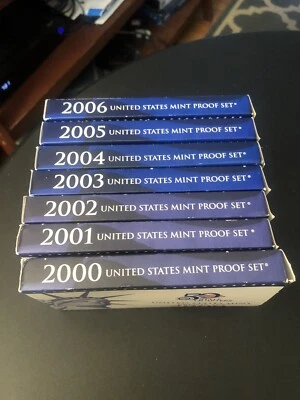 2006 UNITED STATES MINT PROOF SET®
2005 UNITED STATES MINT PROOF SET®
2004 UNITED STATES MINT PROOF SET®
2003 UNITED STATES MINT PROOF SET®
2002 UNITED STATES MINT PROOF SET®
2001 UNITED STATES MINT PROOF SET®
2000 UNITED STATES MINT PROOF SET®
50